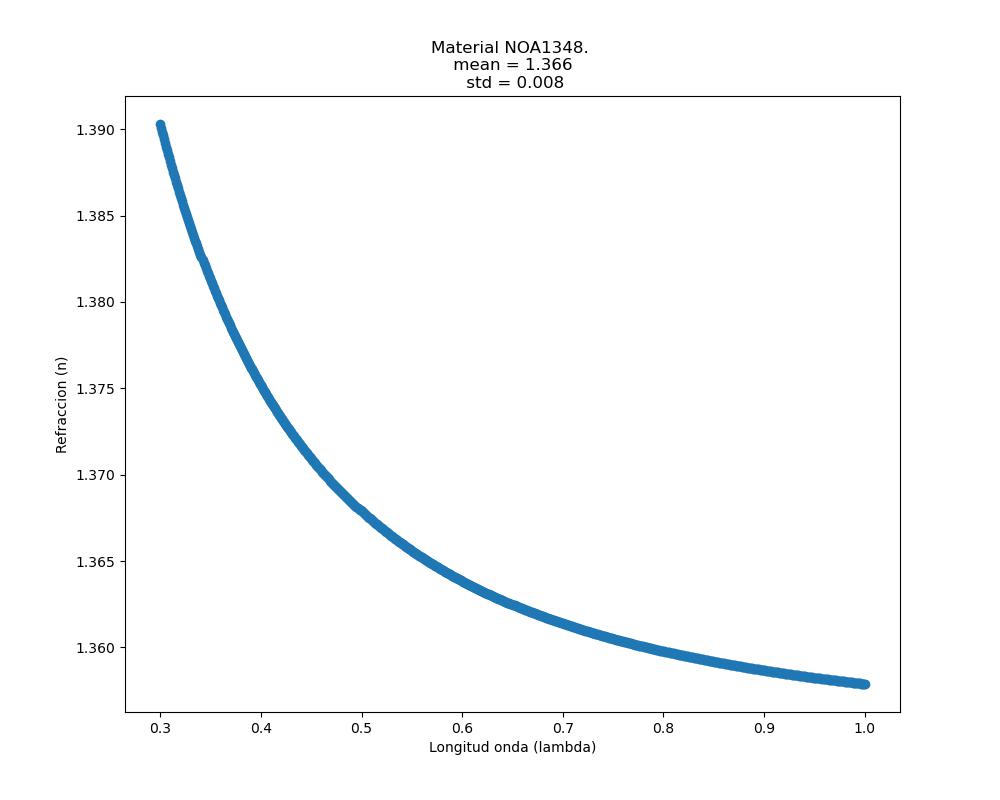 Material NOA1348.
mean = 1.366
std = 0.008
1.390
1.385
1.380
1.375
1.370
1.365
1.360
Refraccion (n)
0.3 0.4 0.5 0.6 0.7 0.8 0.9 1.0
Longitud onda (lambda)